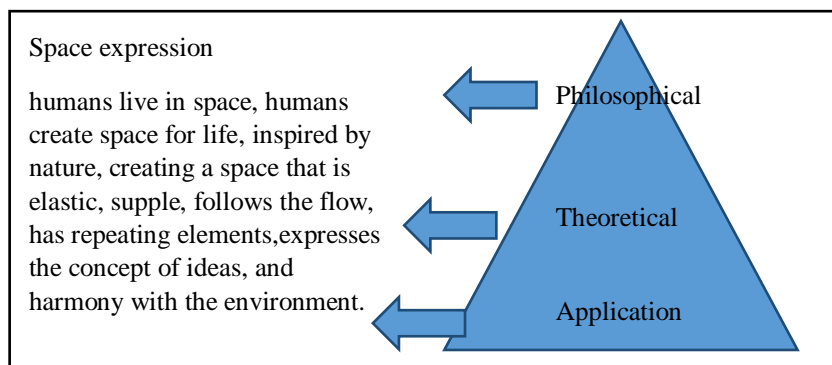 Space expression
humans live in space, humans
create space for life, inspired by
nature, creating a space that is
elastic, supple, follows the flow,
has repeating elements,expresses
the concept of ideas, and
harmony with the environment.
Philosophical
Theoretical
Application